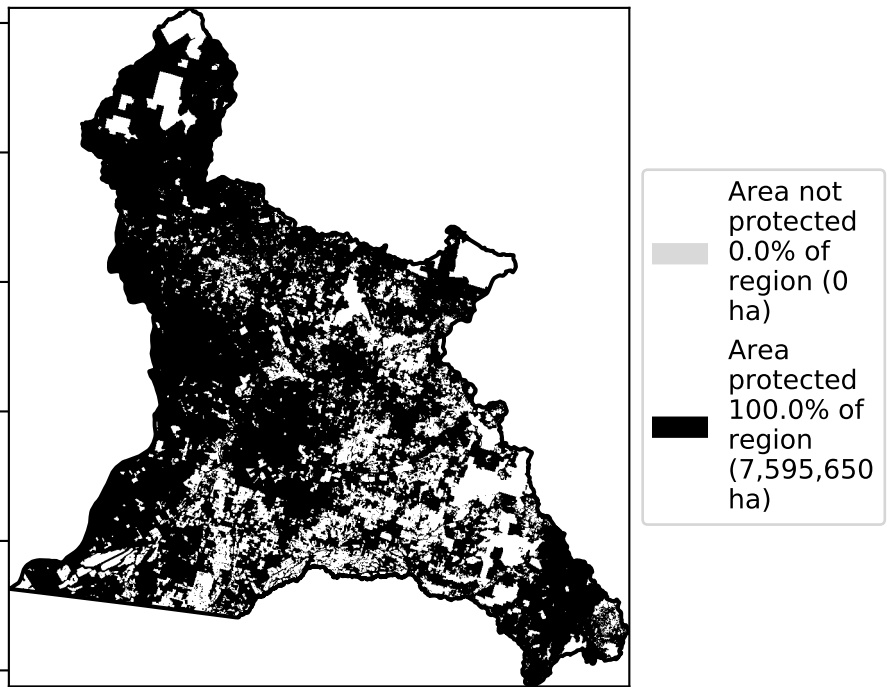 Area not
protected
0.0% of
region (0
ha)
Area
protected
100.0% of
region
(7,595,650
ha)